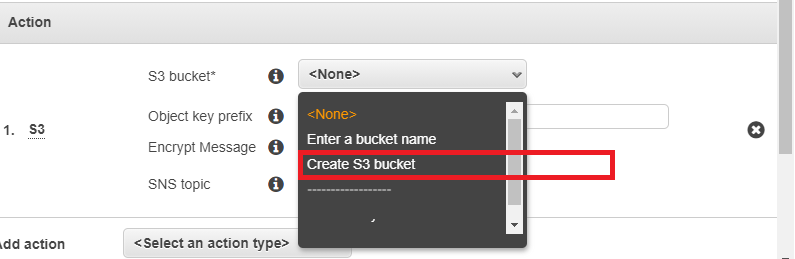 Action
S3 bucket*
<None>
1. S3
Object key prefix
<None>
Enter a bucket name
Encrypt Message
Create S3 bucket
SNS topic
------------------
Add action
<Select an action type>